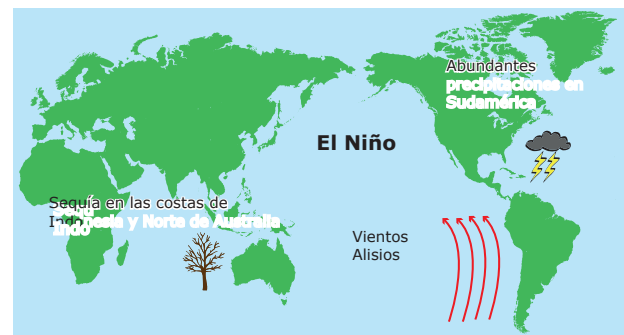 Abundantes
precipitaciones en
Sudamérica
El Niño
Sequía en las costas de
Indonesia y Norte de Australia
Vientos
Alisios